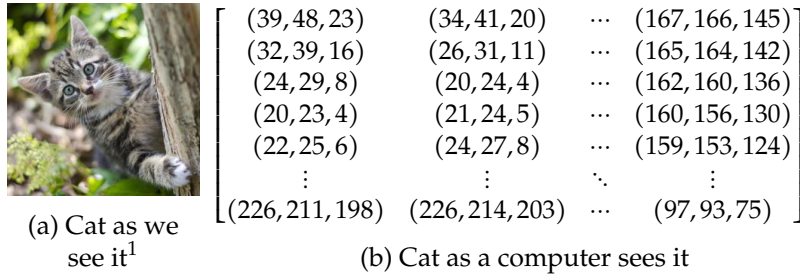 (39,48,23) (34,41,20) ⋯ (167,166,145)
(32,39,16) (26,31,11) ⋯ (165,164,142)
(24,29,8) (20,24,4) ⋯ (162,160,136)
(20,23,4) (21,24,5) ⋯ (160,156,130)
(22,25,6) (24,27,8) ⋯ (159,153,124)
⋮ ⋮ ⋱ ⋮
(226,211,198) (226,214,203) ⋯ (97,93,75)
(a) Cat as we
see it¹
(b) Cat as a computer sees it